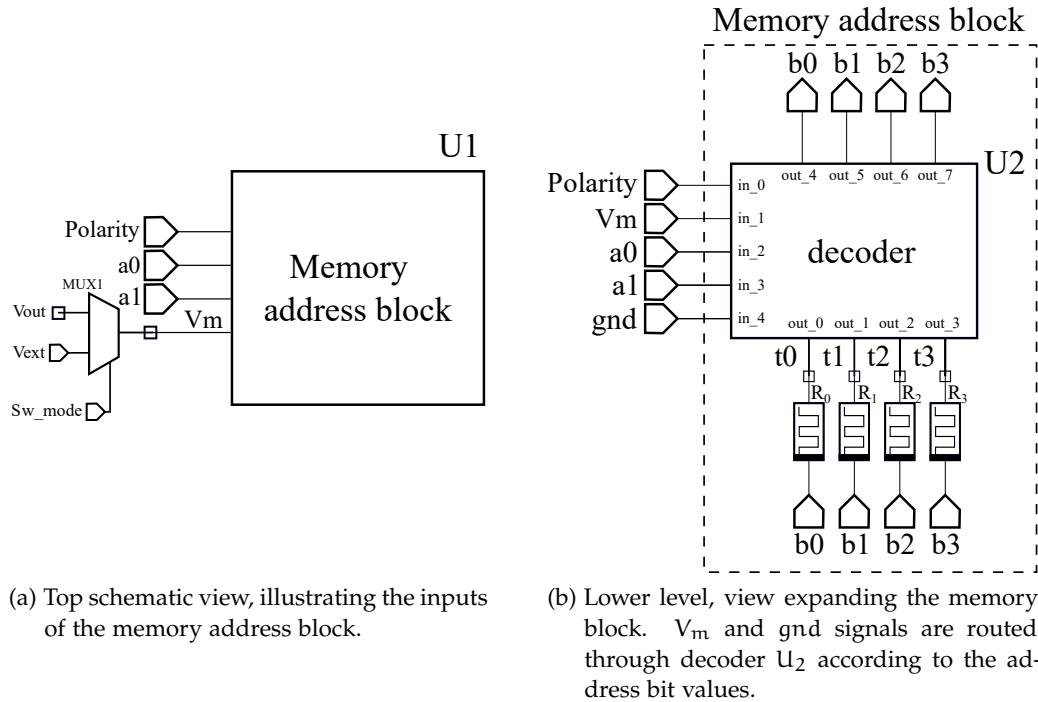 U1
Polarity
a0
a1
MUX1
Vout
Vext
Sw_mode
Vm
Memory
address block
(a) Top schematic view, illustrating the inputs
of the memory address block.
Memory address block
b0 b1 b2 b3
U2
out_4 out_5 out_6 out_7
Polarity
Vm
a0
a1
gnd
in_0
in_1
in_2
in_3
in_4
decoder
out_0 out_1 out_2 out_3
t0 t1 t2 t3
R0 R1 R2 R3
b0 b1 b2 b3
(b) Lower level, view expanding the memory
block. Vm and gnd signals are routed
through decoder U2 according to the ad-
dress bit values.